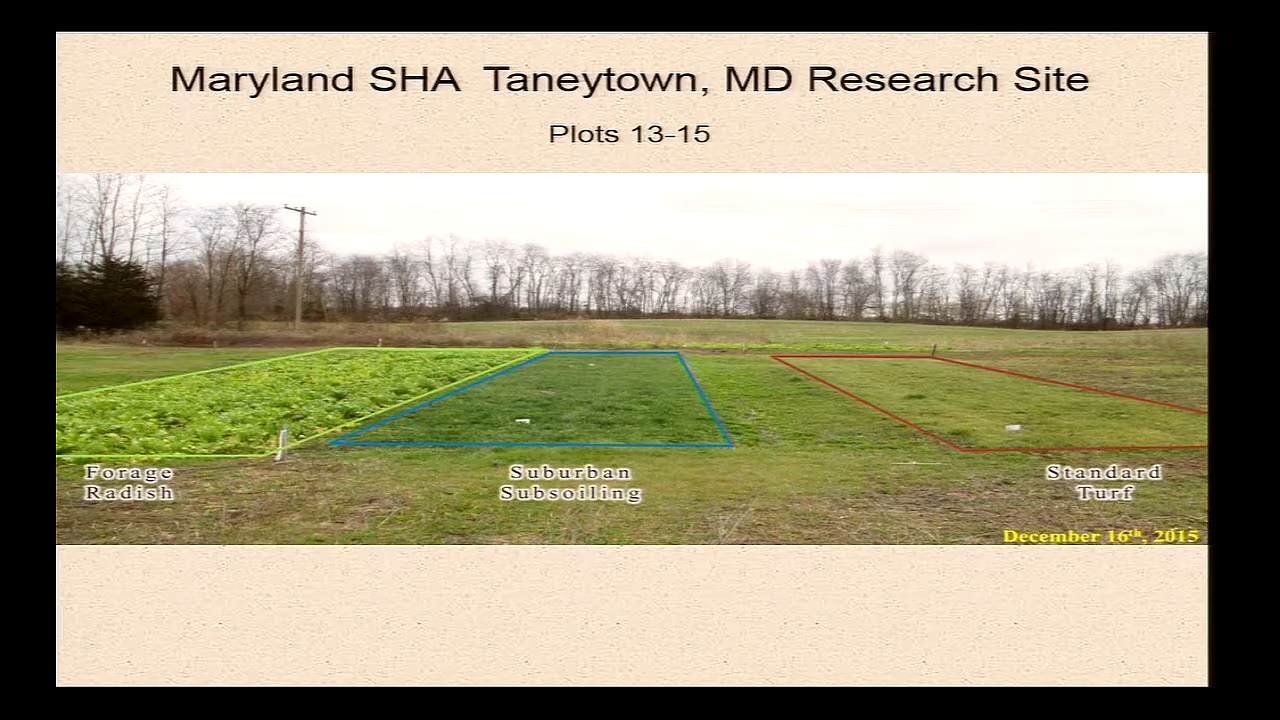 Maryland SHA Taneytown, MD Research Site
Plots 13-15
Forage
Radish
Suburban
Subsoiling
Standard
Turf
December 16th, 2015